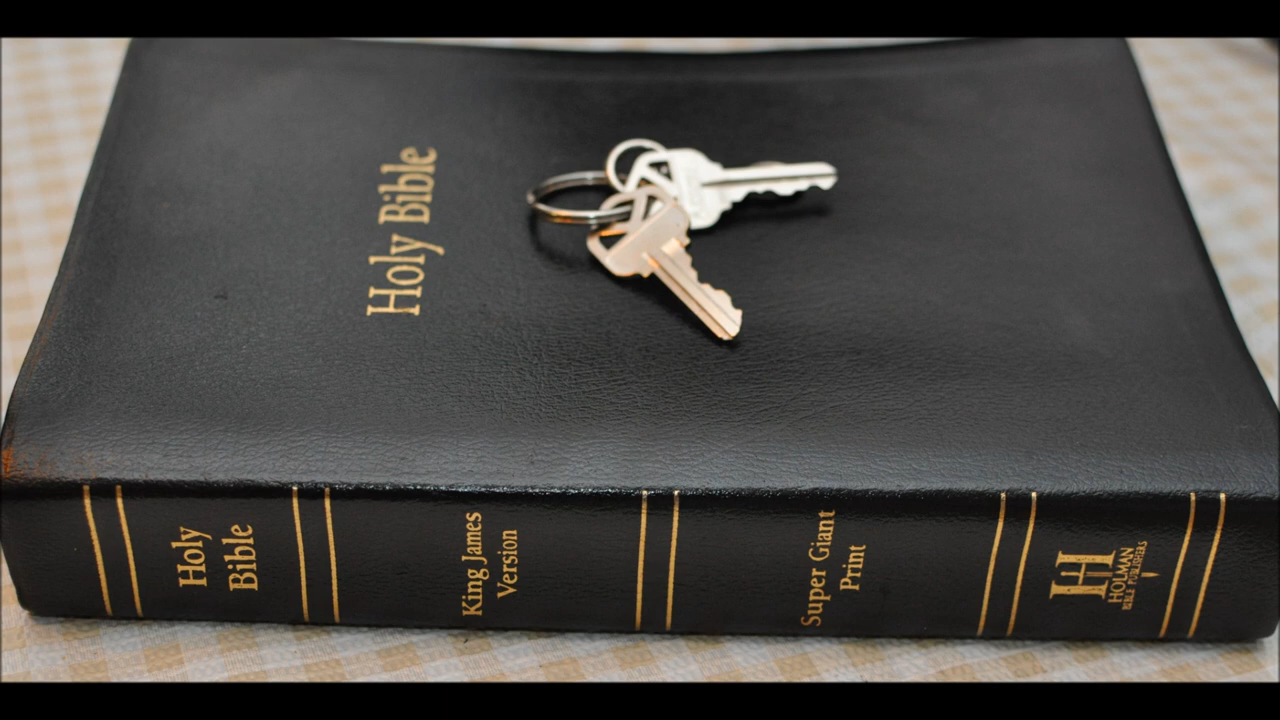 Holy Bible
Holy
Bible
King James
Version
Super Giant
Print
HOLMAN
BIBLE PUBLISHERS